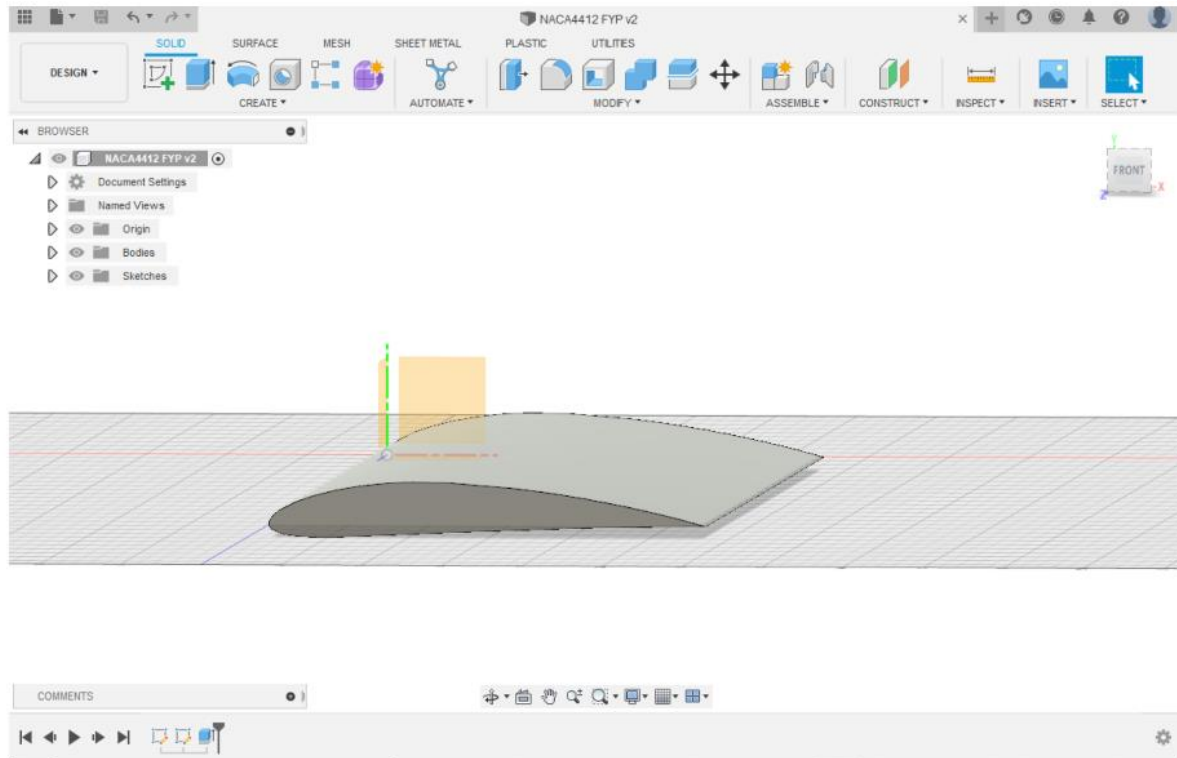 NACA4412 FYP v2
SOLID SURFACE MESH SHEET METAL PLASTIC UTILITIES
DESIGN
CREATE AUTOMATE MODIFY ASSEMBLE CONSTRUCT INSPECT INSERT SELECT
BROWSER
NACA4412 FYP v2
Document Settings
Named Views
Origin
Bodies
Sketches
Y
FRONT
X
Z
COMMENTS